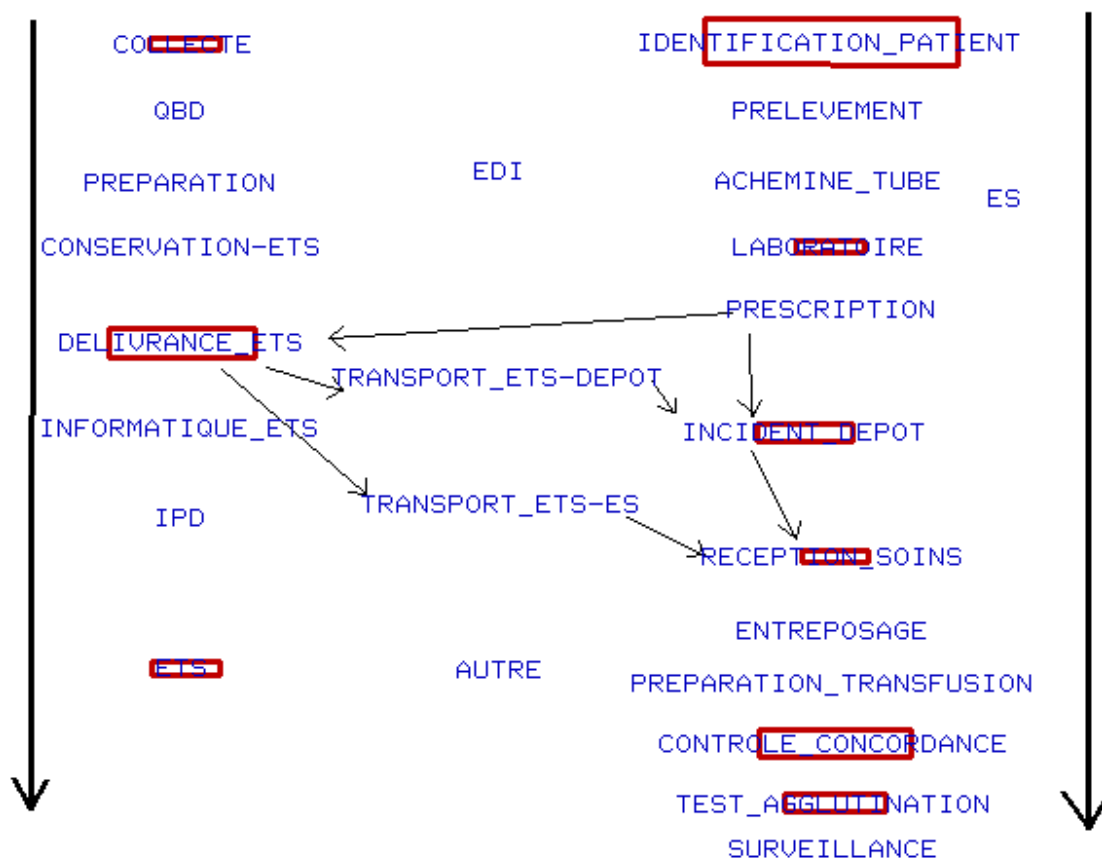 COLLECTE
QBD
PREPARATION
CONSERVATION-ETS
DELIVRANCE_ETS
INFORMATIQUE_ETS
IPD
ETS
EDI
TRANSPORT_ETS-DEPOT
TRANSPORT_ETS-ES
AUTRE
IDENTIFICATION_PATIENT
PRELEVEMENT
ACHEMINE_TUBE
ES
LABORATOIRE
PRESCRIPTION
INCIDENT_DEPOT
RECEPTION_SOINS
ENTREPOSAGE
PREPARATION_TRANSFUSION
CONTROLE_CONCORDANCE
TEST_AGGLUTINATION
SURVEILLANCE